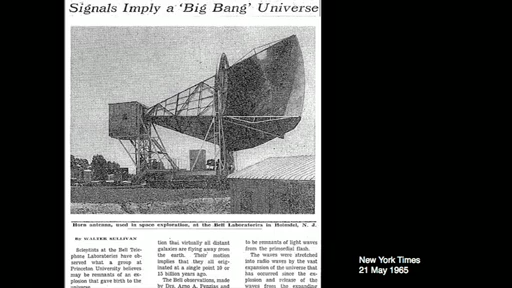 Signals Imply a 'Big Bang' Universe
Horn antenna, used in space exploration, at the Bell Laboratories in Holmdel, N. J.
By WALTER SULLIVAN
Scientists at the Bell Tele-
phone Laboratories have ob-
served what a group at
Princeton University believes
may be remnants of an ex-
plosion that gave birth to the
universe.
tion that virtually all distant
galaxies are flying away from
the earth. Their motion
implies that they all orig-
inated at a single point 10 or
15 billion years ago.
The Bell observations, made
by Drs. Arno A. Penzias and
to be remnants of light waves
from the primordial flash.
The waves were stretched
into radio waves by the vast
expansion of the universe that
has occurred since the ex-
plosion and release of the
waves from the expanding
New York Times
21 May 1965